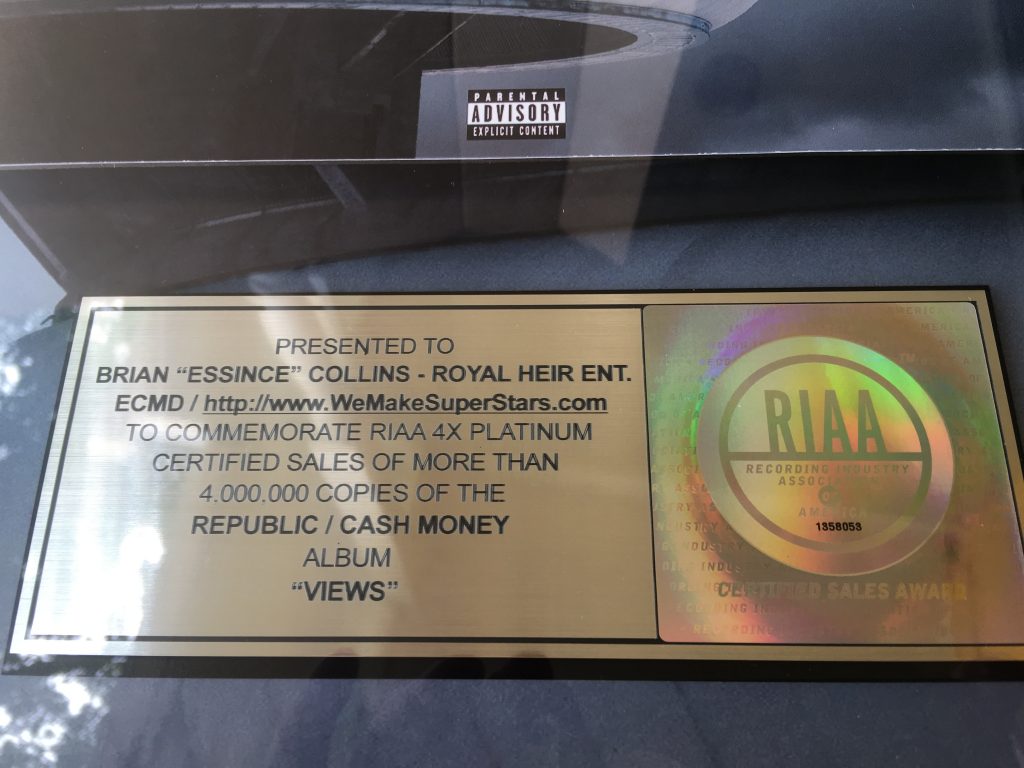 PARENTAL
ADVISORY
EXPLICIT CONTENT
PRESENTED TO
BRIAN “ESSINCE” COLLINS - ROYAL HEIR ENT.
ECMD / http://www.WeMakeSuperStars.com
TO COMMEMORATE RIAA 4X PLATINUM
CERTIFIED SALES OF MORE THAN
4,000,000 COPIES OF THE
REPUBLIC / CASH MONEY
ALBUM
“VIEWS”
TM
RIAA
RECORDING INDUSTRY
ASSOCIATION
OF
AMERICA
1358053
CERTIFIED SALES AWARD